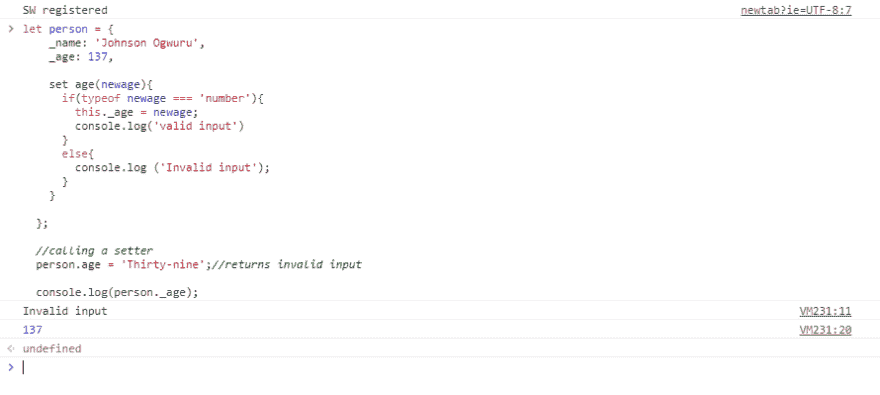 SW registered newtab?ie=UTF-8:7
> let person = {
_name: 'Johnson Ogwuru',
_age: 137,
set age(newage){
if(typeof newage === 'number'){
this._age = newage;
console.log('valid input')
}
else{
console.log ('Invalid input');
}
}
};
//calling a setter
person.age = 'Thirty-nine';//returns invalid input
console.log(person._age);
Invalid input VM231:11
137 VM231:20
undefined
>